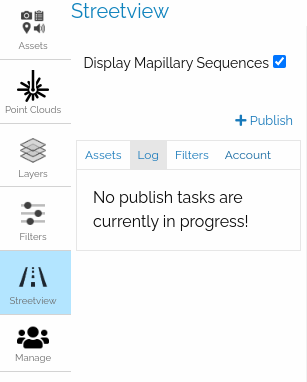 Streetview
Assets
Point Clouds
Layers
Filters
Streetview
Manage
Display Mapillary Sequences
+ Publish
Assets Log Filters Account
No publish tasks are
currently in progress!